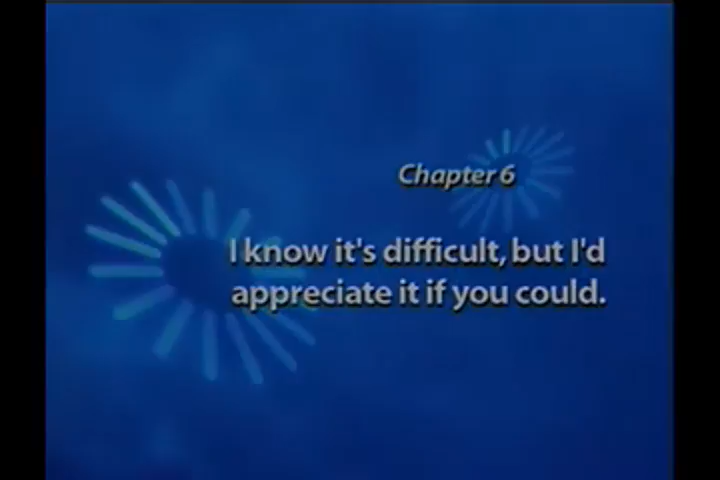 Chapter 6
I know it's difficult, but I'd
appreciate it if you could.